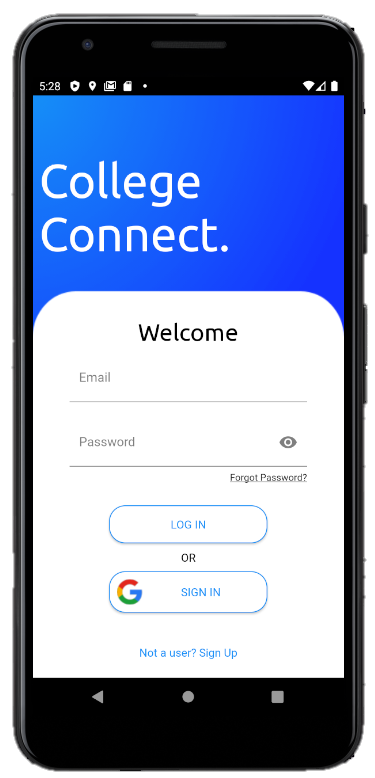 5:28
College
Connect.
Welcome
Email
Password
Forgot Password?
LOG IN
OR
SIGN IN
Not a user? Sign Up